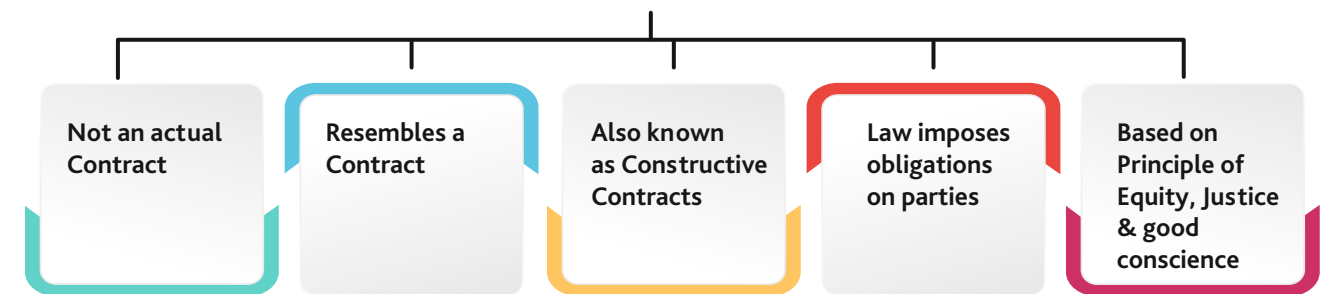 Not an actual
Contract
Resembles a
Contract
Also known
as Constructive
Contracts
Law imposes
obligations
on parties
Based on
Principle of
Equity, Justice
& good
conscience